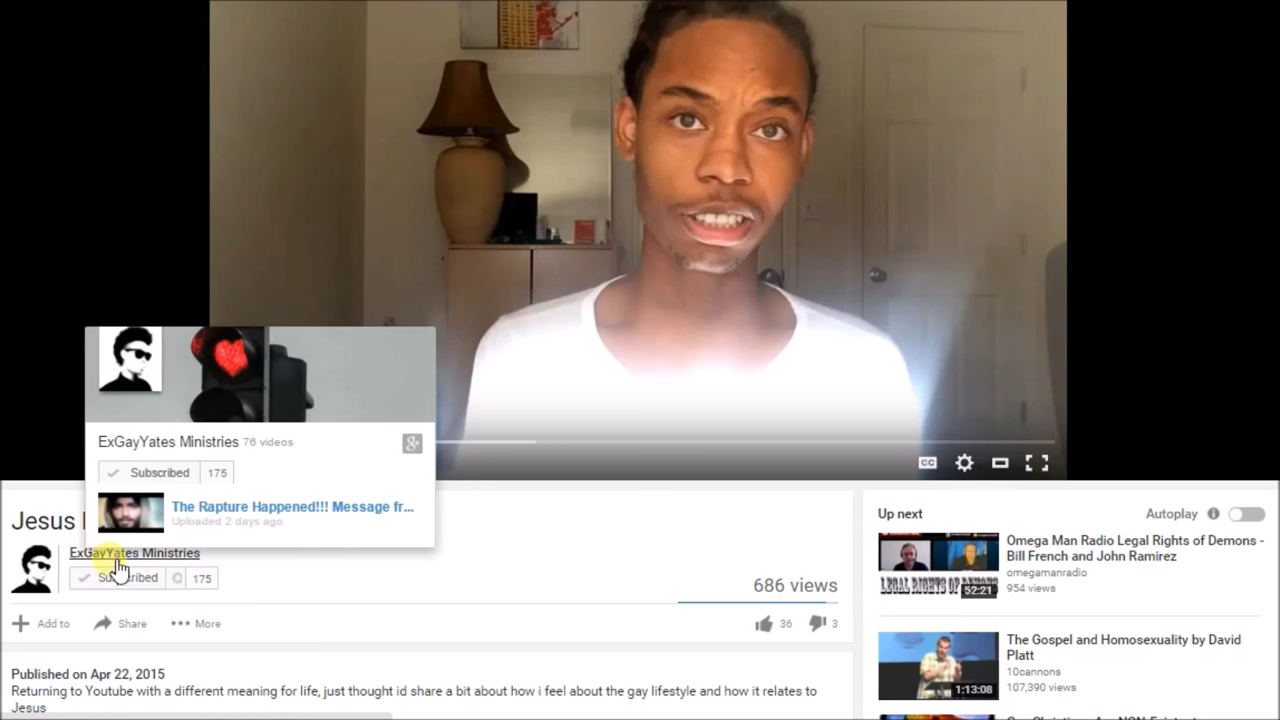 CC
ExGayYates Ministries 76 videos
Subscribed 175
The Rapture Happened!!! Message fr...
Uploaded 2 days ago
Jesus
ExGayYates Ministries
Subscribed 175
686 views
Add to Share More
36 3
Published on Apr 22, 2015
Returning to Youtube with a different meaning for life, just thought id share a bit about how i feel about the gay lifestyle and how it relates to
Jesus
Up next
Autoplay
Omega Man Radio Legal Rights of Demons -
Bill French and John Ramirez
omegamanradio
954 views
LEGAL RIGHTS OF DEMONS
52:21
The Gospel and Homosexuality by David
Platt
10cannons
107,390 views
1:13:08